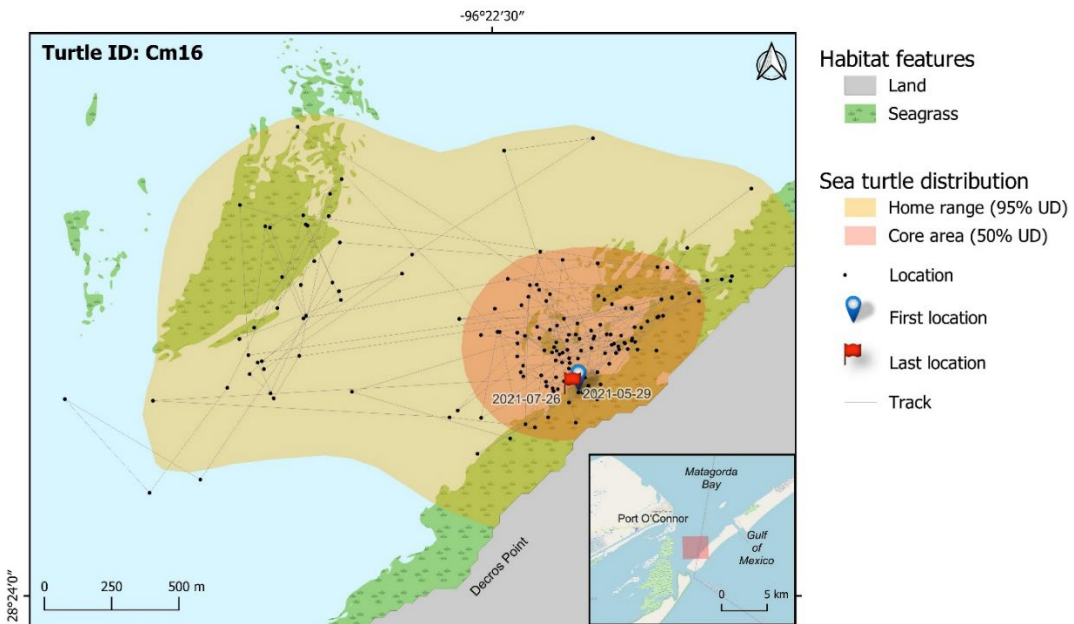 -96°22′30″
Turtle ID: Cm16
Habitat features
Land
Seagrass
Sea turtle distribution
Home range (95% UD)
Core area (50% UD)
Location
First location
Last location
Track
2021-07-26
2021-05-29
Decros Point
28°24′0″
0 250 500 m
Matagorda
Bay
Port O'Connor
Gulf
of
Mexico
0 5 km